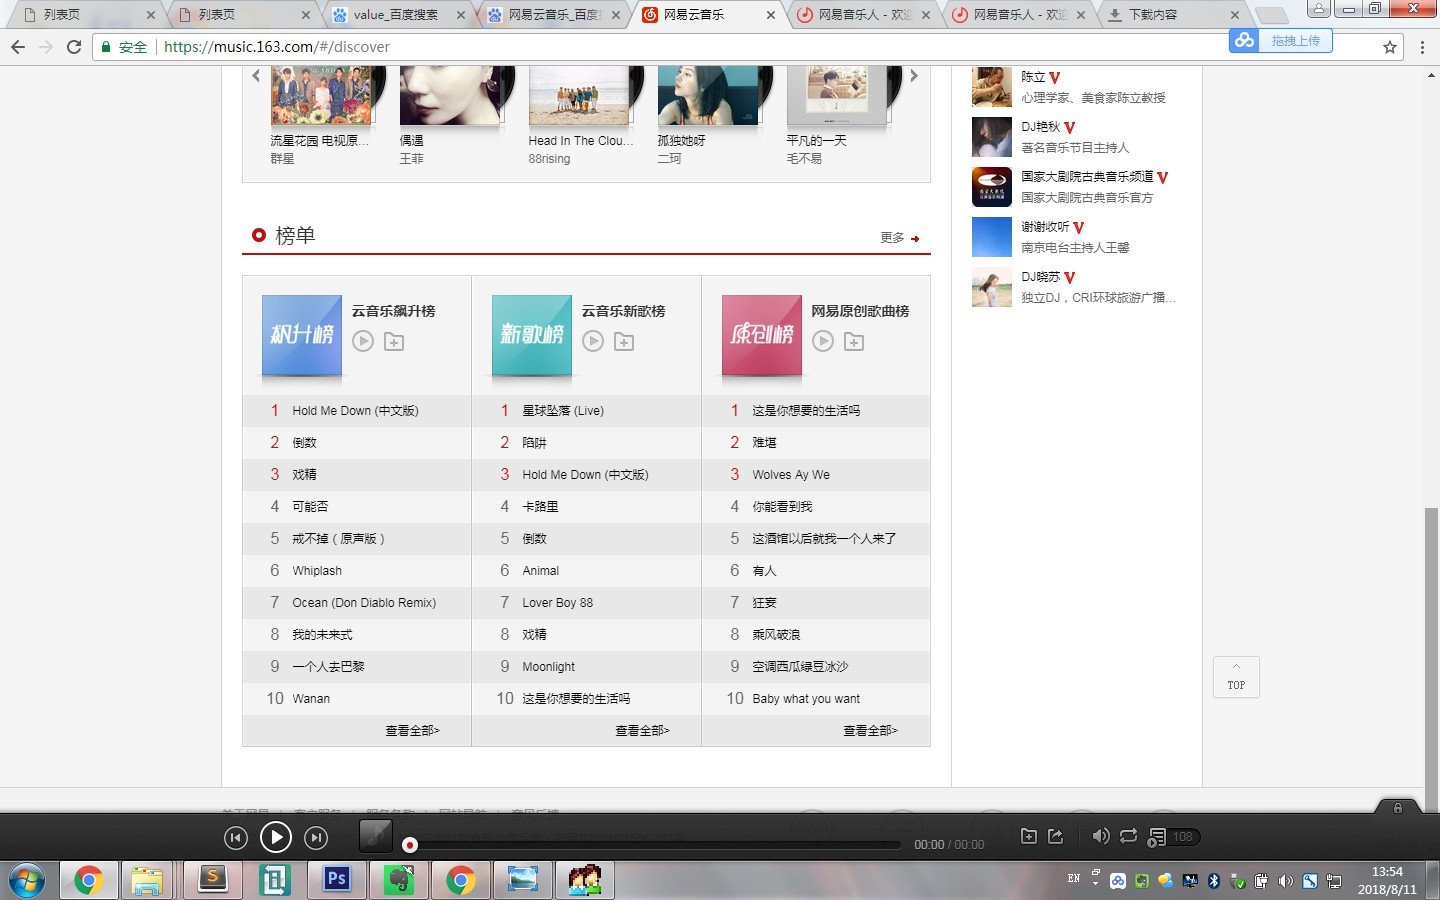 列表页
列表页
value_百度搜索
网易云音乐_百度
网易云音乐
网易音乐人 - 欢迎
网易音乐人 - 欢迎
下载内容
安全
https://music.163.com/#/discover
拖拽上传
流星花园 电视原...
群星
偶遇
王菲
Head In The Clou...
88rising
孤独她呀
二珂
平凡的一天
毛不易
陈立
心理学家、美食家陈立教授
DJ艳秋
著名音乐节目主持人
国家大剧院古典音乐频道
国家大剧院古典音乐官方
谢谢收听
南京电台主持人王馨
DJ晓苏
独立DJ，CRI环球旅游广播...
榜单
更多
飙升榜
云音乐飙升榜
1 Hold Me Down (中文版)
2 倒数
3 戏精
4 可能否
5 戒不掉（原声版）
6 Whiplash
7 Ocean (Don Diablo Remix)
8 我的未来式
9 一个人去巴黎
10 Wanan
查看全部>
新歌榜
云音乐新歌榜
1 星球坠落 (Live)
2 陷阱
3 Hold Me Down (中文版)
4 卡路里
5 倒数
6 Animal
7 Lover Boy 88
8 戏精
9 Moonlight
10 这是你想要的生活吗
查看全部>
原创榜
网易原创歌曲榜
1 这是你想要的生活吗
2 难堪
3 Wolves Ay We
4 你能看到我
5 这酒馆以后就我一个人来了
6 有人
7 狂妄
8 乘风破浪
9 空调西瓜绿豆冰沙
10 Baby what you want
查看全部>
TOP
00:00 / 00:00
108
Ps
EN
13:54
2018/8/11